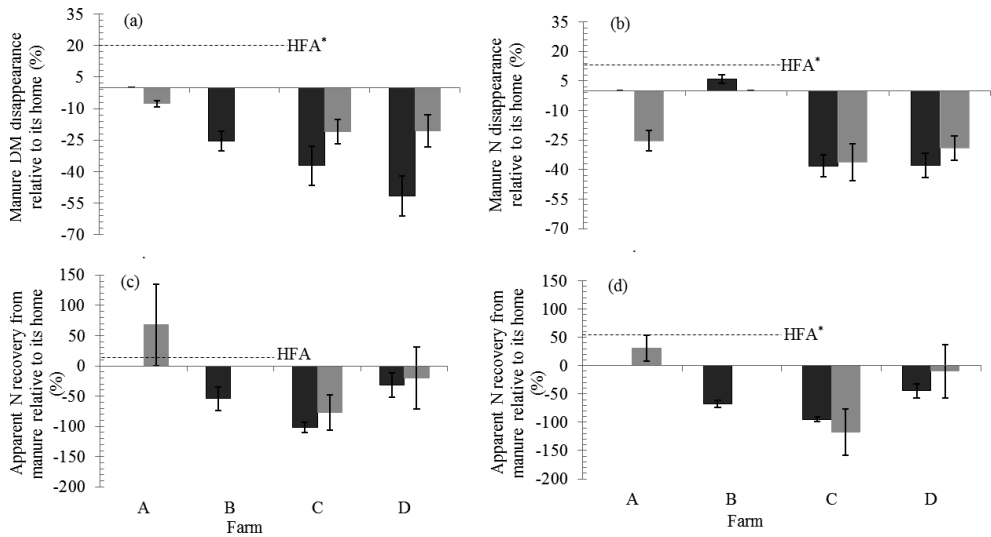 (a)
Manure DM disappearance
relative to its home (%)
35
20
5
-10
-25
-40
-55
-70
HFA*
(b)
Manure N disappearance
relative to its home (%)
35
20
5
-10
-25
-40
-55
-70
HFA*
(c)
Apparent N recovery from
manure relative to its home
(%)
150
100
50
0
-50
-100
-150
-200
HFA
A B C D
Farm
(d)
Apparent N recovery from
manure relative to its home
(%)
150
100
50
0
-50
-100
-150
-200
HFA*
A B C D
Farm